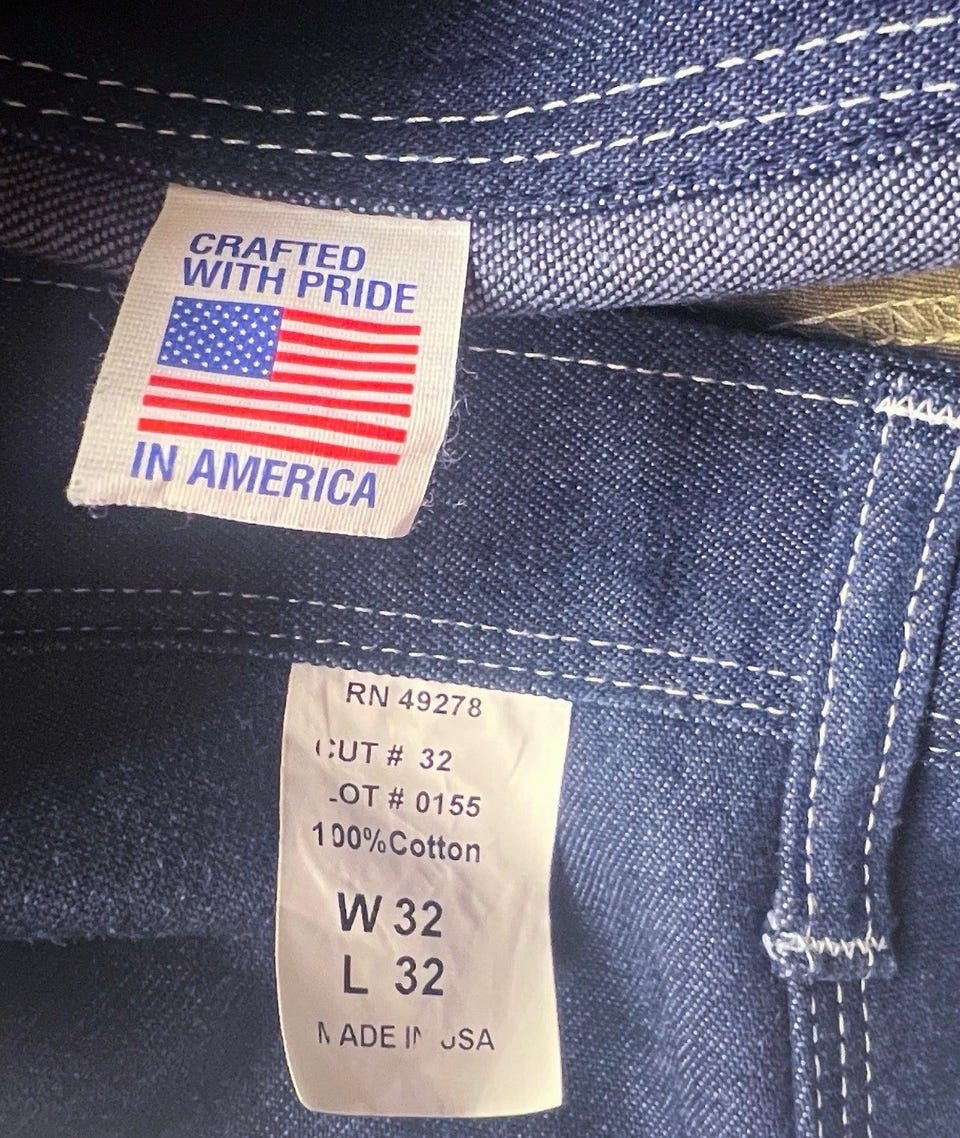 CRAFTED
WITH PRIDE
IN AMERICA
RN 49278
CUT # 32
LOT # 0155
100%Cotton
W 32
L 32
MADE IN USA